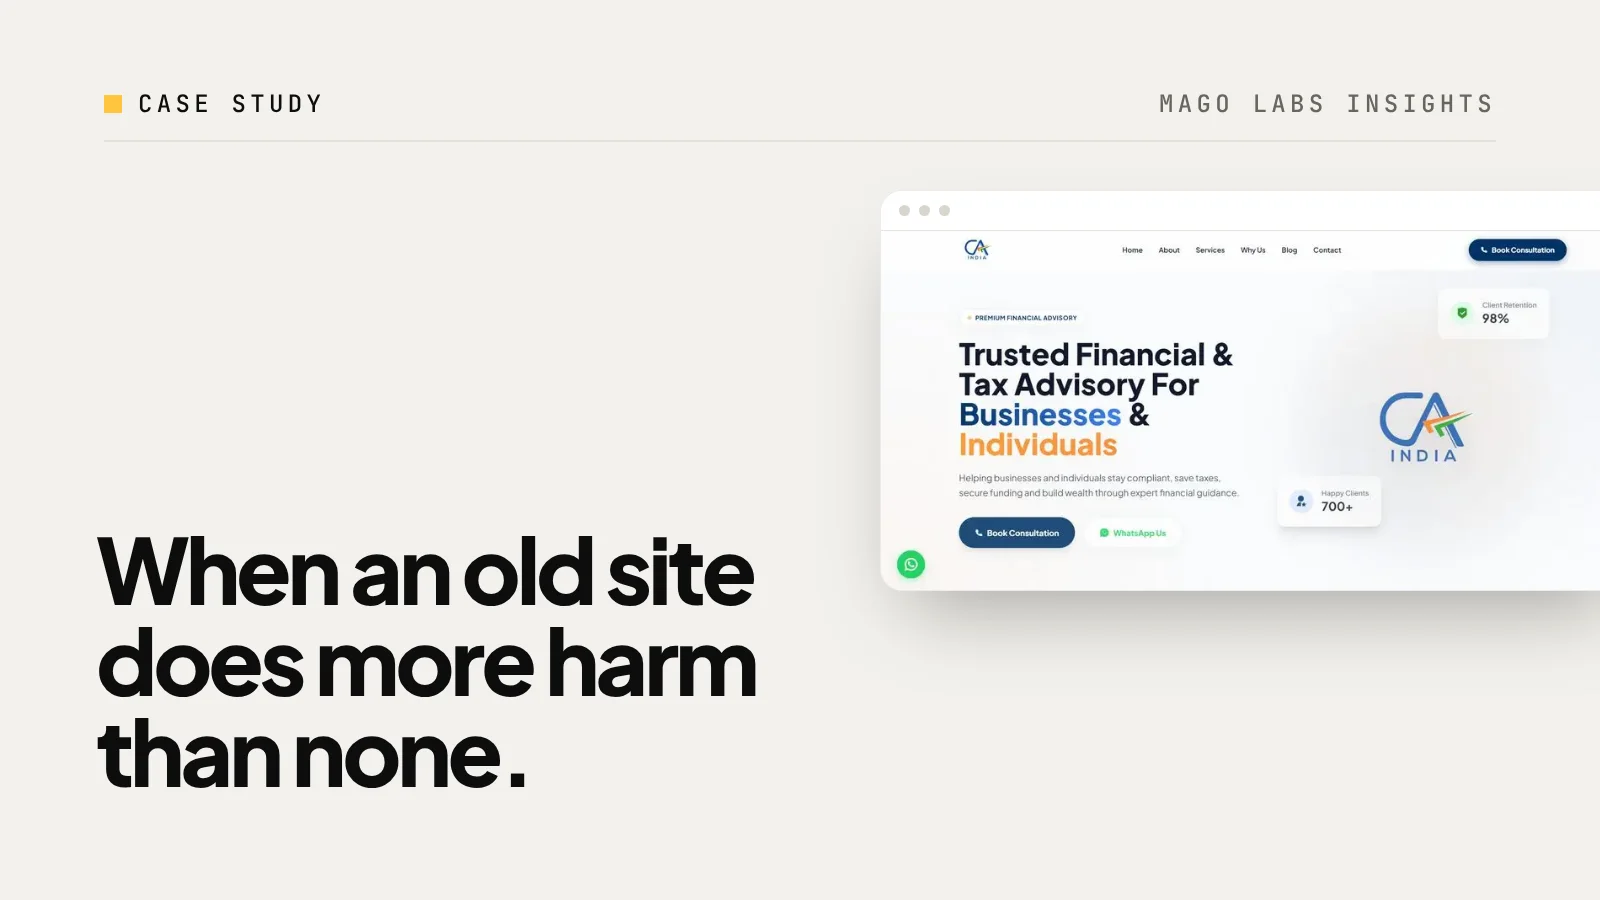 CASE STUDY
MAGO LABS INSIGHTS
CA
INDIA
Home About Services Why Us Blog Contact
Book Consultation
Client Retention
98%
PREMIUM FINANCIAL ADVISORY
Trusted Financial &
Tax Advisory For
Businesses &
Individuals
Helping businesses and individuals stay compliant, save taxes,
secure funding and build wealth through expert financial guidance.
Book Consultation
WhatsApp Us
CA
INDIA
Happy Clients
700+
When an old site
does more harm
than none.